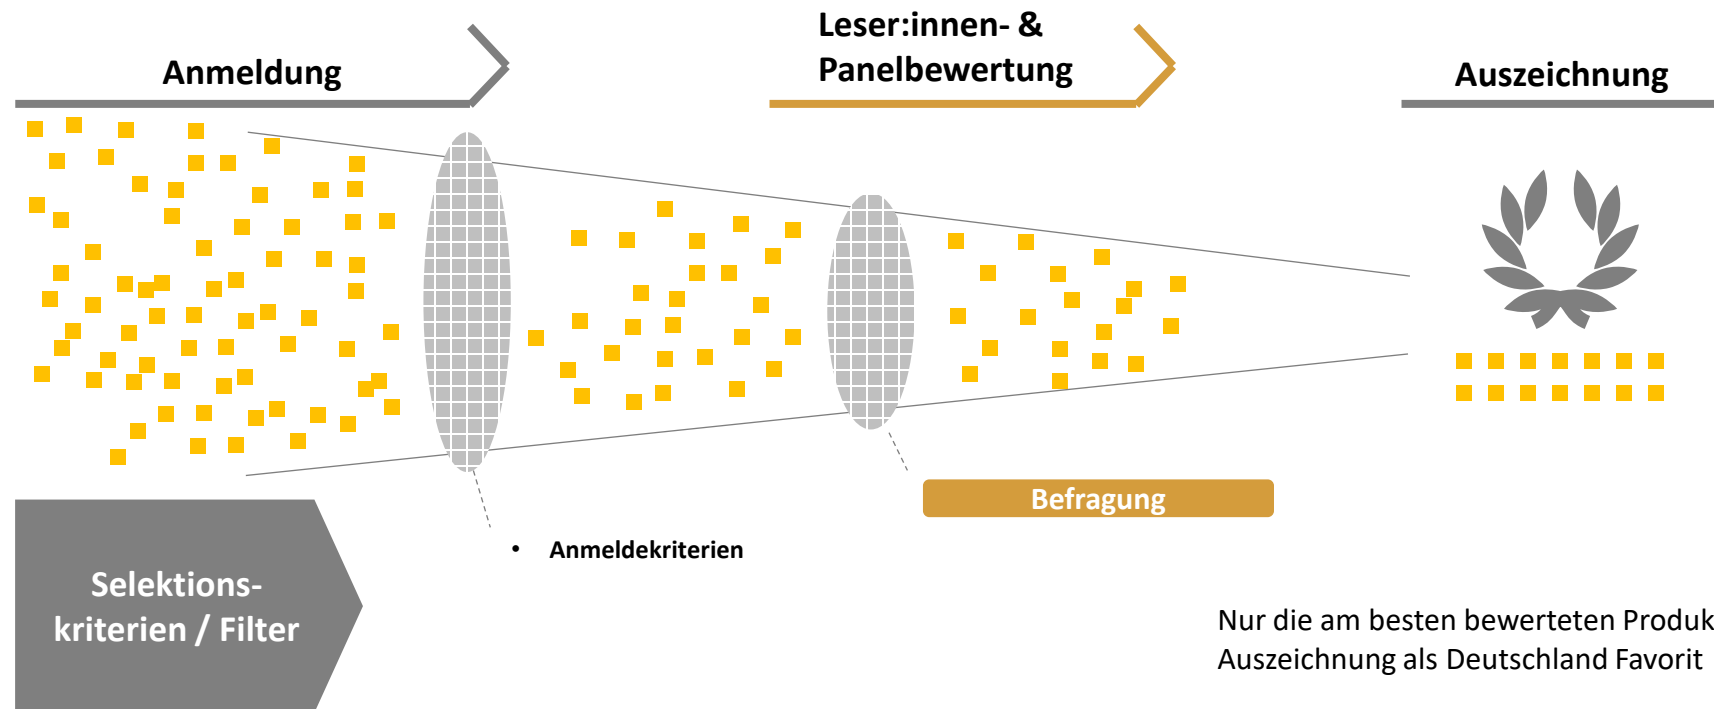 Anmeldung
Leser:innen- &
Panelbewertung
Auszeichnung
Befragung
• Anmeldekriterien
Selektions-
kriterien / Filter
Nur die am besten bewerteten Produk
Auszeichnung als Deutschland Favorit